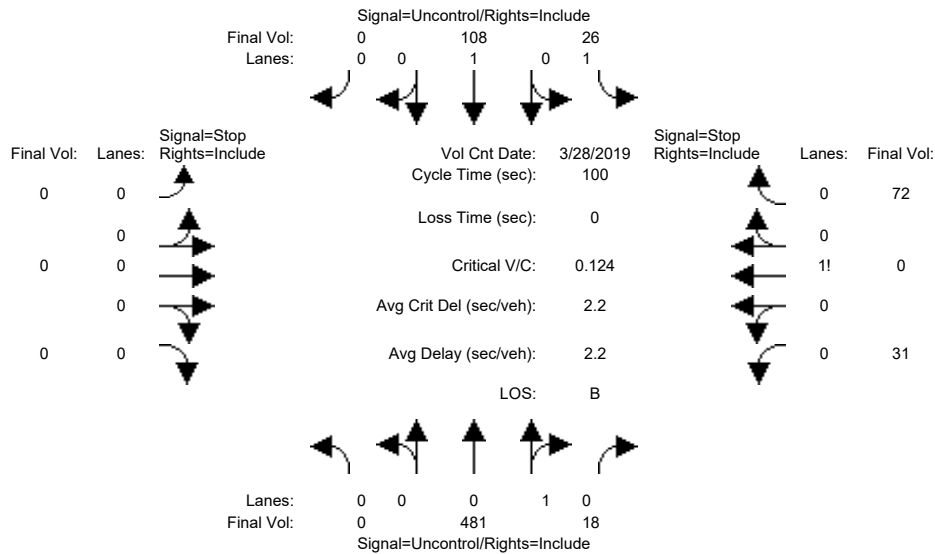 Signal=Uncontrol/Rights=Include
Final Vol: 0 108 26
Lanes: 0 0 1 0 1
Signal=Stop
Final Vol: Lanes: Rights=Include
Vol Cnt Date: 3/28/2019
Signal=Stop
Rights=Include Lanes: Final Vol:
Cycle Time (sec): 100
0 0
0 72
Loss Time (sec): 0
0
0
0 0
Critical V/C: 0.124
1! 0
0
Avg Crit Del (sec/veh): 2.2
0
0 0
Avg Delay (sec/veh): 2.2
0 31
LOS: B
Lanes: 0 0 0 1 0
Final Vol: 0 481 18
Signal=Uncontrol/Rights=Include